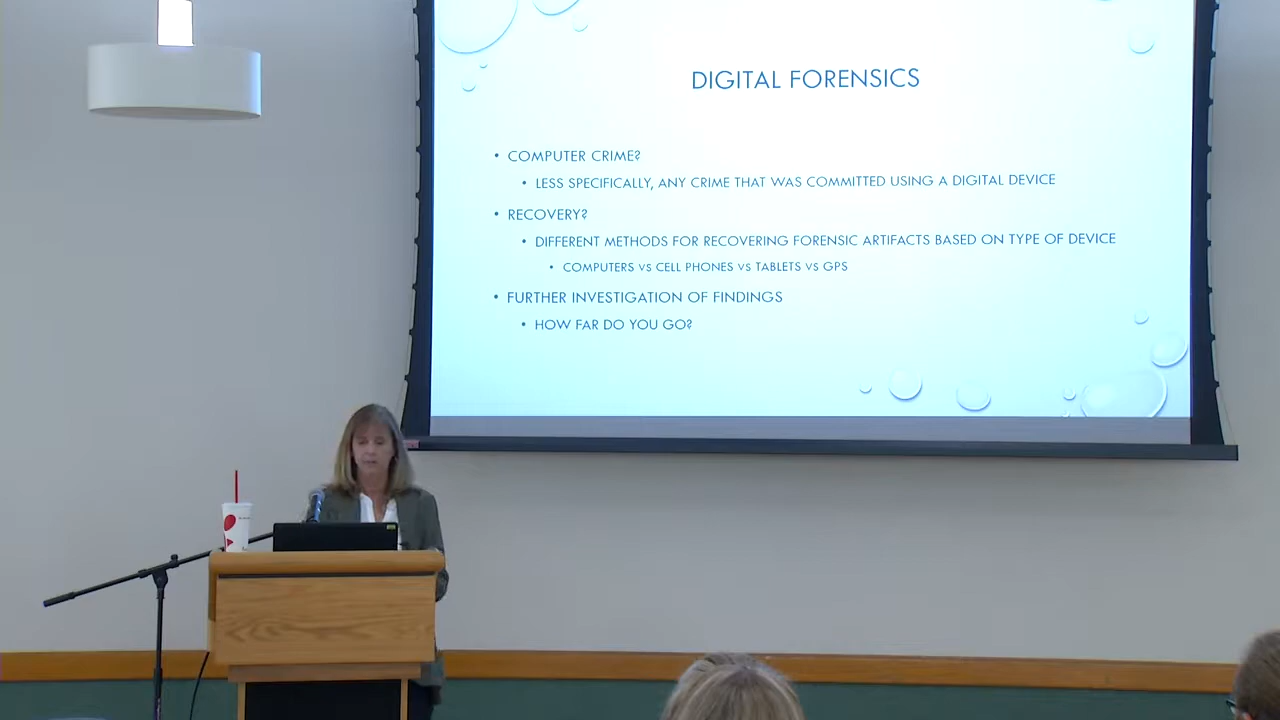 DIGITAL FORENSICS
• COMPUTER CRIME?
• LESS SPECIFICALLY, ANY CRIME THAT WAS COMMITTED USING A DIGITAL DEVICE
• RECOVERY?
• DIFFERENT METHODS FOR RECOVERING FORENSIC ARTIFACTS BASED ON TYPE OF DEVICE
• COMPUTERS VS CELL PHONES VS TABLETS VS GPS
• FURTHER INVESTIGATION OF FINDINGS
• HOW FAR DO YOU GO?